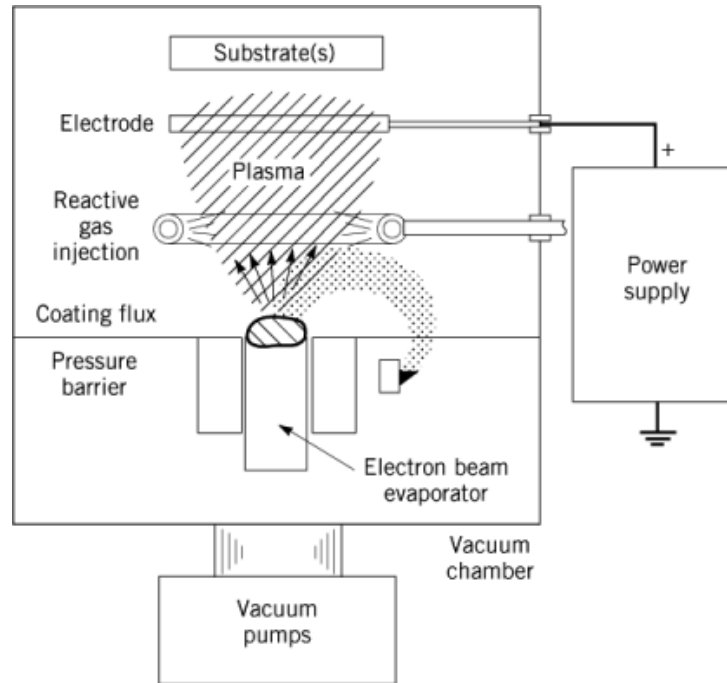 Substrate(s)
Electrode
Plasma
+
Reactive
gas
injection
Power
supply
Coating flux
Pressure
barrier
Electron beam
evaporator
Vacuum
chamber
Vacuum
pumps